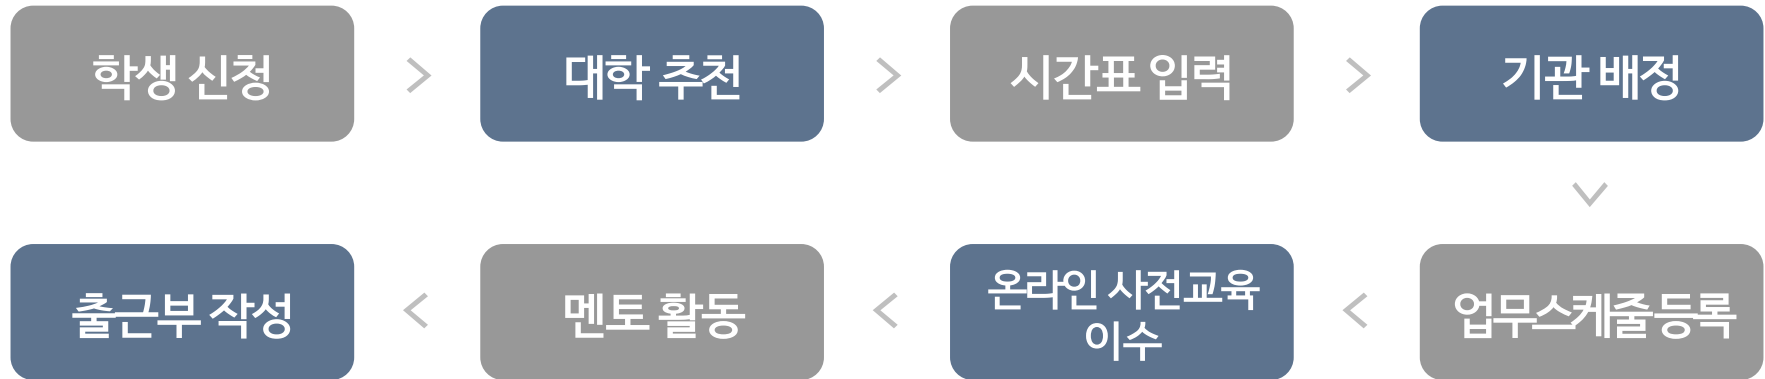 학생 신청
대학 추천
시간표 입력
기관 배정
업무스케줄등록
온라인 사전교육
이수
멘토 활동
출근부 작성